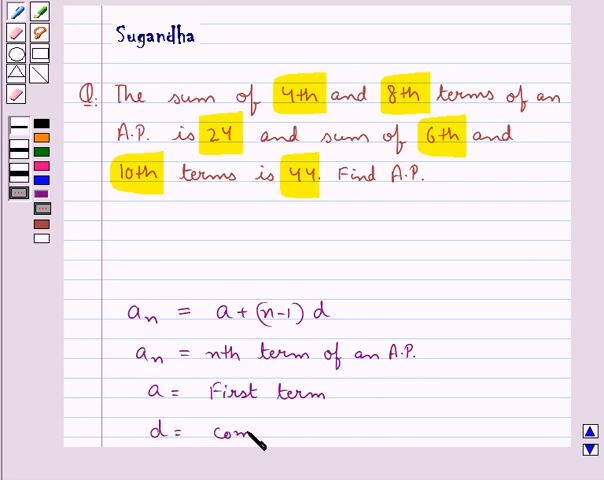 Sugandha
Q. The sum of 4th and 8th terms of an
A.P. is 24 and sum of 6th and
10th terms is 44. Find A.P.
aₙ = a+(n-1) d
aₙ = nth term of an A.P.
a = First term
d = com